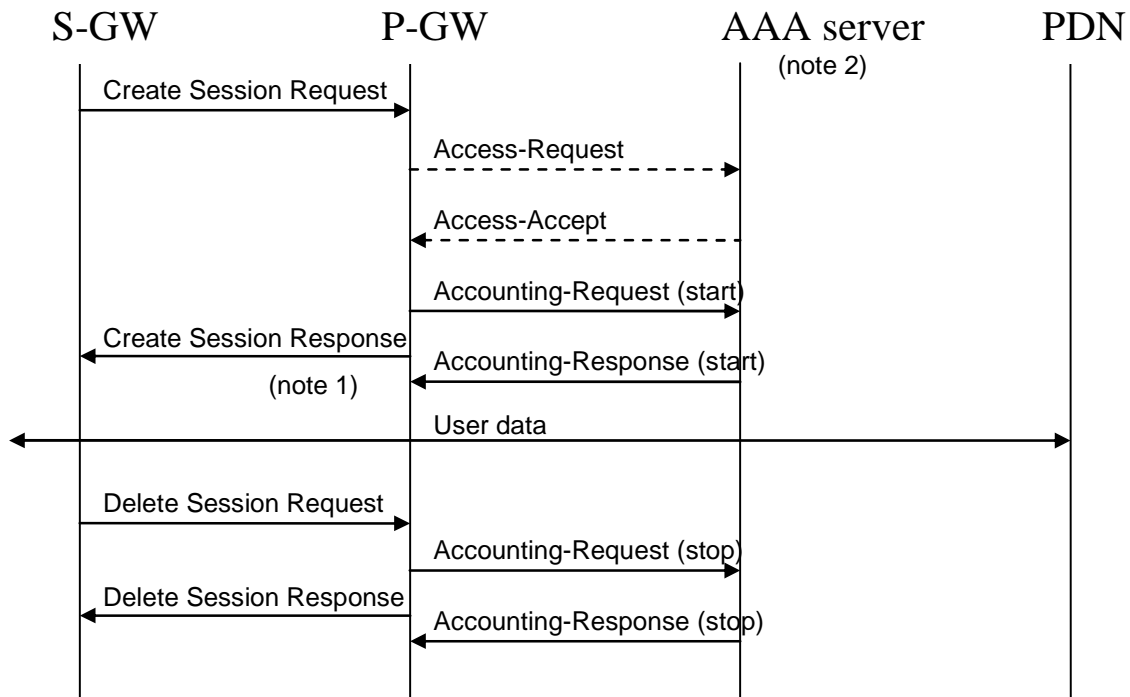 S-GW P-GW AAA server PDN
(note 2)
Create Session Request
Access-Request
Access-Accept
Accounting-Request (start)
Create Session Response
Accounting-Response (start)
(note 1)
User data
Delete Session Request
Accounting-Request (stop)
Delete Session Response
Accounting-Response (stop)